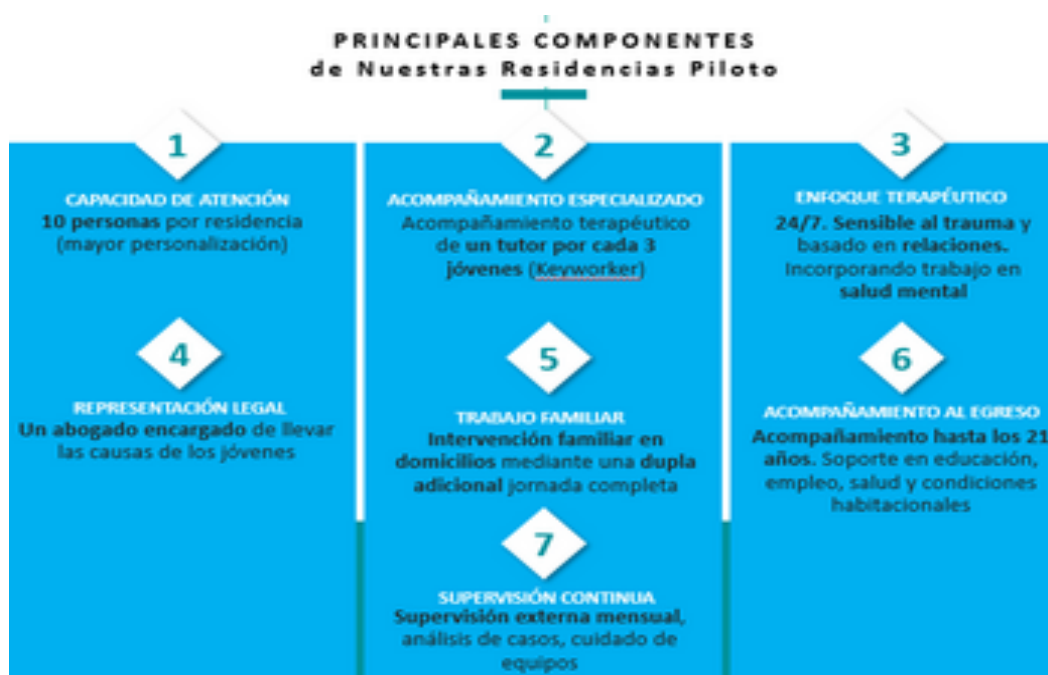 PRINCIPALES COMPONENTES
de Nuestras Residencias Piloto
1
CAPACIDAD DE ATENCIÓN
10 personas por residencia
(mayor personalización)
2
ACOMPAÑAMIENTO ESPECIALIZADO
Acompañamiento terapéutico
de un tutor por cada 3
jóvenes (Keyworker)
3
ENFOQUE TERAPÉUTICO
24/7. Sensible al trauma y
basado en relaciones.
Incorporando trabajo en
salud mental
4
REPRESENTACIÓN LEGAL
Un abogado encargado de llevar
las causas de los jóvenes
5
TRABAJO FAMILIAR
Intervención familiar en
domicilios mediante una dupla
adicional jornada completa
6
ACOMPAÑAMIENTO AL EGRESO
Acompañamiento hasta los 21
años. Soporte en educación,
empleo, salud y condiciones
habitacionales
7
SUPERVISIÓN CONTINUA
Supervisión externa mensual,
análisis de casos, cuidado de
equipos